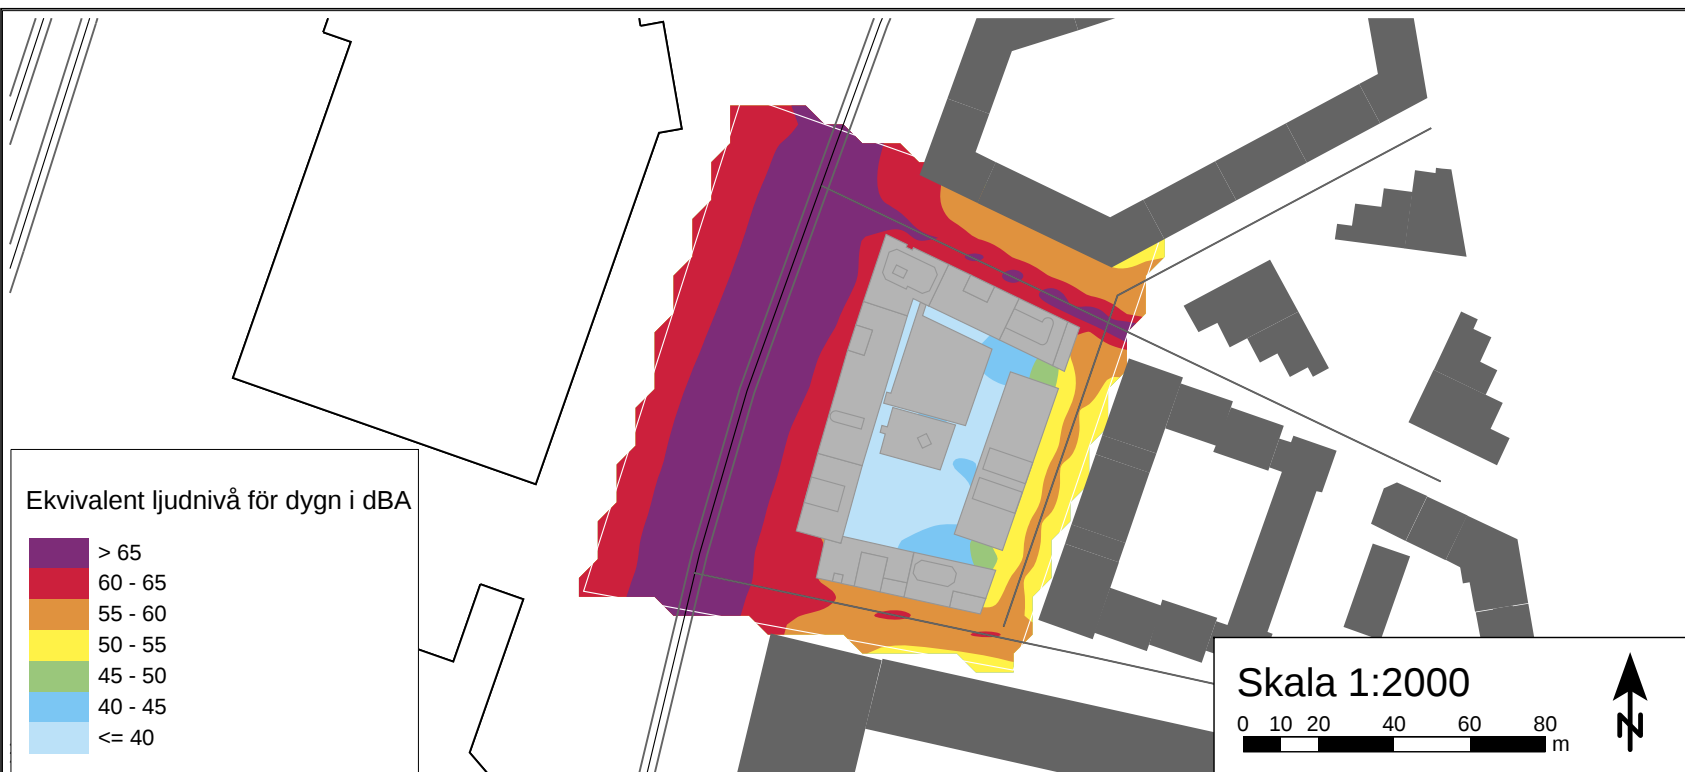 Ekvivalent ljudnivå för dygn i dBA
> 65
60 - 65
55 - 60
50 - 55
45 - 50
40 - 45
<= 40
Skala 1:2000
0 10 20 40 60 80
m
N